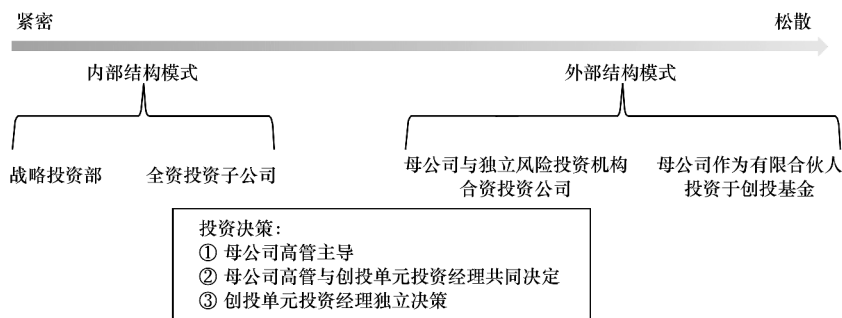 紧密
松散
内部结构模式
外部结构模式
战略投资部
全资投资子公司
母公司与独立风险投资机构
合资投资公司
母公司作为有限合伙人
投资于创投基金
投资决策：
① 母公司高管主导
② 母公司高管与创投单元投资经理共同决定
③ 创投单元投资经理独立决策